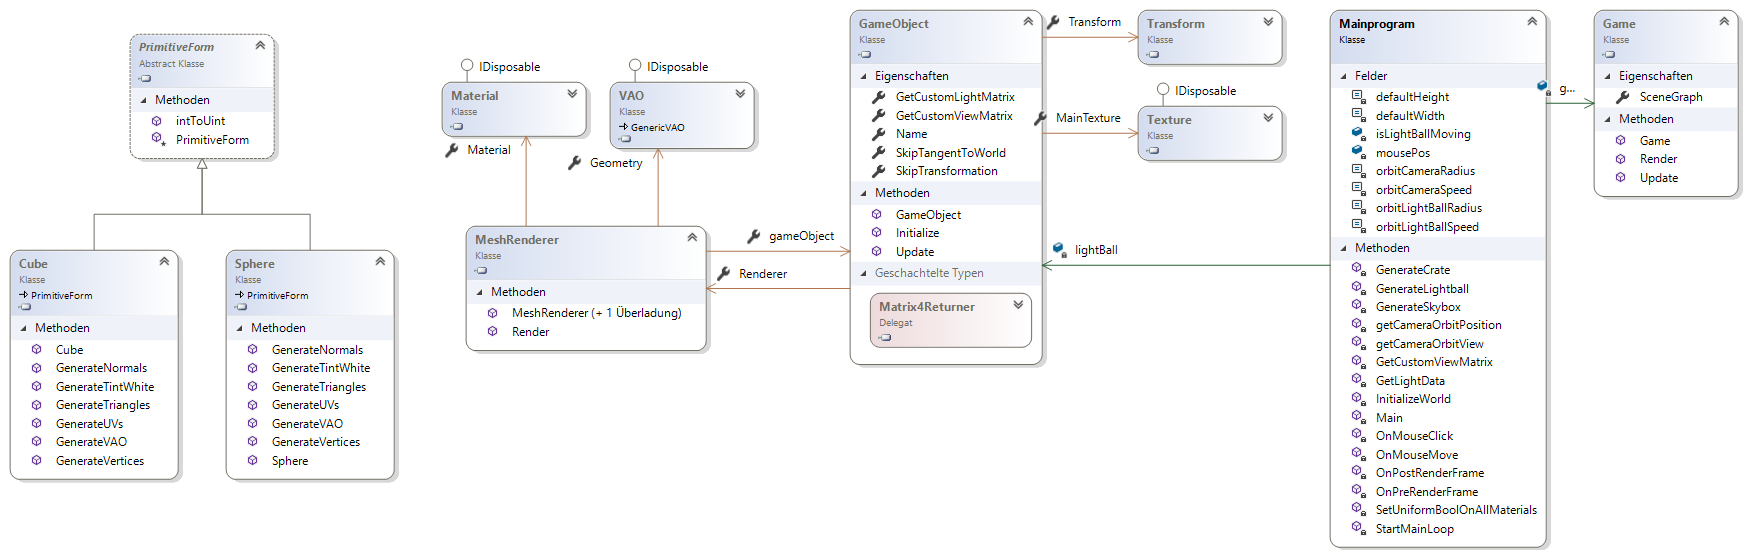 PrimitiveForm
Abstract Klasse
Methoden
intToUint
PrimitiveForm
Cube
Klasse
PrimitiveForm
Methoden
Cube
GenerateNormals
GenerateTintWhite
GenerateTriangles
GenerateUVs
GenerateVAO
GenerateVertices
Sphere
Klasse
PrimitiveForm
Methoden
GenerateNormals
GenerateTintWhite
GenerateTriangles
GenerateUVs
GenerateVAO
GenerateVertices
Sphere
IDisposable
Material
Klasse
Material
IDisposable
VAO
Klasse
GenericVAO
Geometry
MeshRenderer
Klasse
Methoden
MeshRenderer (+ 1 Überladung)
Render
gameObject
Renderer
GameObject
Klasse
Eigenschaften
GetCustomLightMatrix
GetCustomViewMatrix
Name
SkipTangentToWorld
SkipTransformation
Methoden
GameObject
Initialize
Update
Geschachtelte Typen
Matrix4Returner
Delegat
Transform
Transform
Klasse
MainTexture
IDisposable
Texture
Klasse
lightBall
Mainprogram
Klasse
Felder
defaultHeight
defaultWidth
isLightBallMoving
mousePos
orbitCameraRadius
orbitCameraSpeed
orbitLightBallRadius
orbitLightBallSpeed
Methoden
GenerateCrate
GenerateLightball
GenerateSkybox
getCameraOrbitPosition
getCameraOrbitView
GetCustomViewMatrix
GetLightData
InitializeWorld
Main
OnMouseClick
OnMouseMove
OnPostRenderFrame
OnPreRenderFrame
SetUniformBoolOnAllMaterials
StartMainLoop
g...
Game
Klasse
Eigenschaften
SceneGraph
Methoden
Game
Render
Update